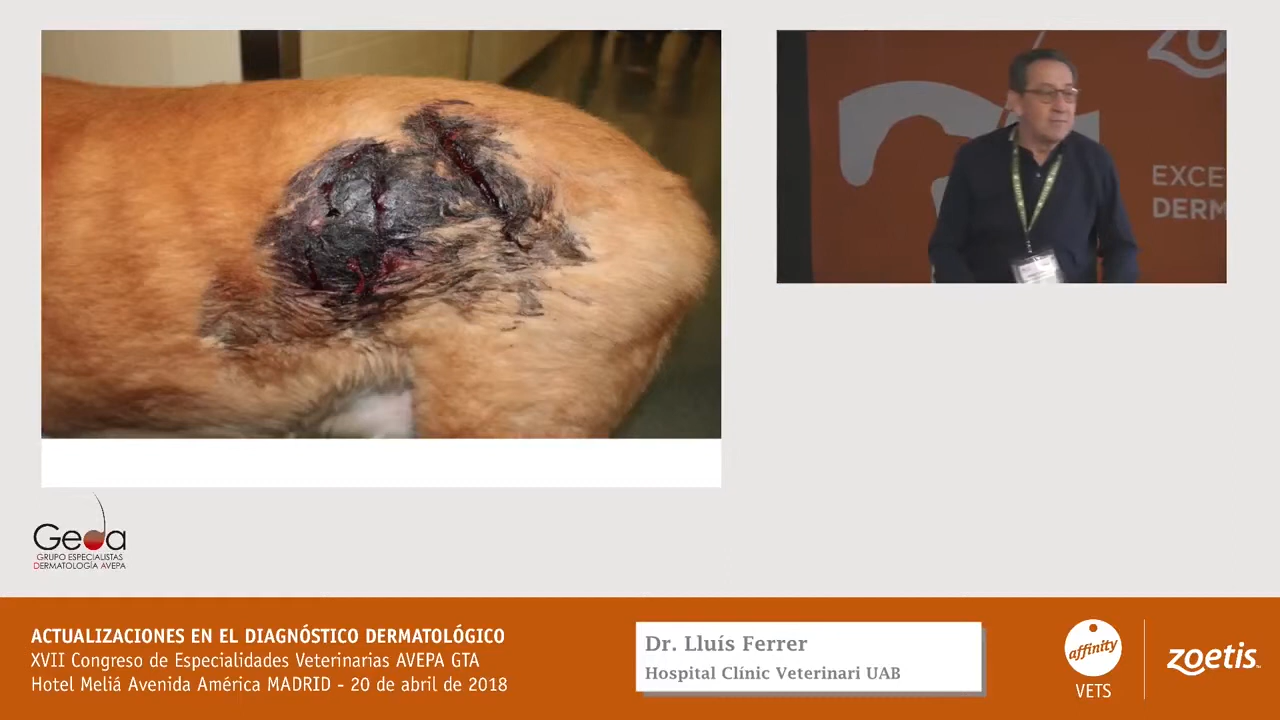 ZO
EXCE
DERM
Geda
GRUPO ESPECIALISTAS
DERMATOLOGÍA AVEPA
ACTUALIZACIONES EN EL DIAGNÓSTICO DERMATOLÓGICO
XVII Congreso de Especialidades Veterinarias AVEPA GTA
Hotel Meliá Avenida América MADRID - 20 de abril de 2018
Dr. Lluís Ferrer
Hospital Clínic Veterinari UAB
affinity
VETS
zoetis